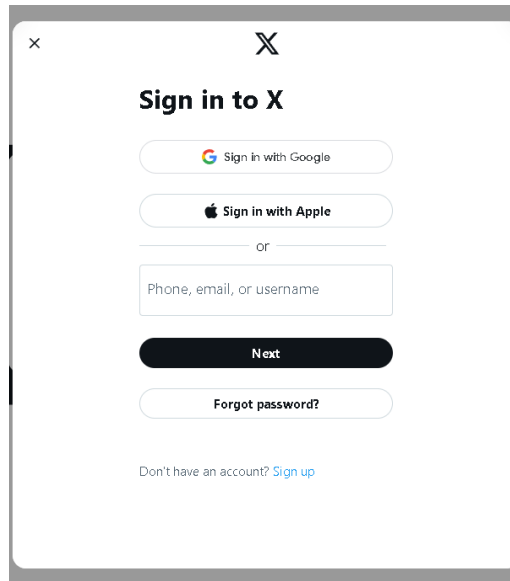 Sign in to X
Sign in with Google
Sign in with Apple
or
Phone, email, or username
Next
Forgot password?
Don't have an account? Sign up